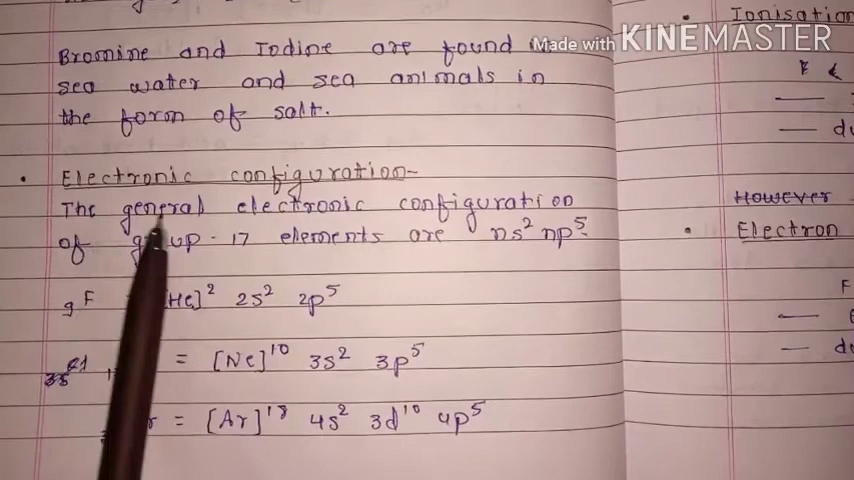 Bromine and Iodine are found
sea water and sea animals in
the form of salt.
• Electronic configuration-
The general electronic configuration
of group-17 elements are ns² np⁵.
9F [He]² 2s² 2p⁵
= [Ne]¹⁰ 3s² 3p⁵
= [Ar]¹⁸ 4s² 3d¹⁰ 4p⁵
Made with KINEMASTER
• Ionisation
However
• Electron
F